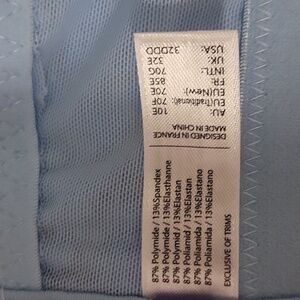 USA: 32DDD
UK: 32E
INTL: 70G
FR: 85E
EU(New): 70E
EU(Traditional): 70F
AU: 10E
DESIGNED IN FRANCE
MADE IN CHINA
87% Polymide / 13%Spandex
87% Polymide / 13%Elasthanne
87% Polymid / 13%Elastan
87% Poliamid / 13%Elastan
87% Poliamida / 13%Elastano
87% Poliamida / 13%Elastano
EXCLUSIVE OF TRIMS